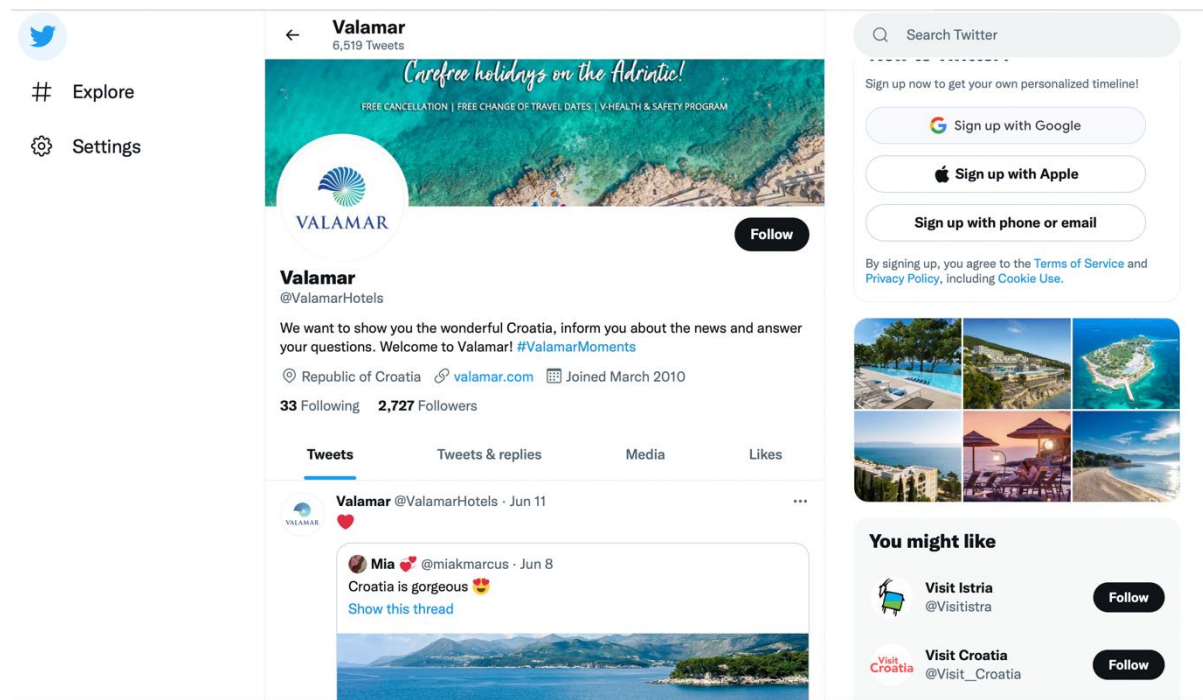 Explore
Settings
Valamar
6,519 Tweets
Carefree holidays on the Adriatic!
FREE CANCELLATION | FREE CHANGE OF TRAVEL DATES | V-HEALTH & SAFETY PROGRAM
VALAMAR
Follow
Valamar
@ValamarHotels
We want to show you the wonderful Croatia, inform you about the news and answer
your questions. Welcome to Valamar! #ValamarMoments
Republic of Croatia valamar.com Joined March 2010
33 Following 2,727 Followers
Tweets Tweets & replies Media Likes
VALAMAR
Valamar @ValamarHotels · Jun 11 ...
❤️
Mia 💞 @miakmarcus · Jun 8
Croatia is gorgeous 😍
Show this thread
Search Twitter
Sign up now to get your own personalized timeline!
Sign up with Google
Sign up with Apple
Sign up with phone or email
By signing up, you agree to the Terms of Service and
Privacy Policy, including Cookie Use.
You might like
Visit Istria
@Visitistra
Follow
Visit
Croatia
Visit Croatia
@Visit__Croatia
Follow